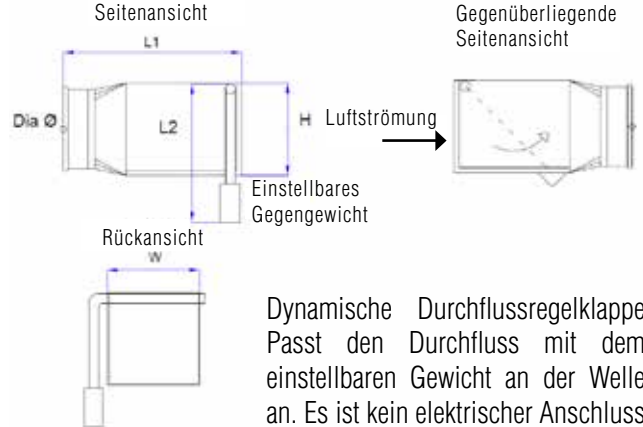 Seitenansicht
L1
Dia Ø
L2
H
Einstellbares
Gegengewicht
Luftströmung
Gegenüberliegende
Seitenansicht
Rückansicht
W
Dynamische Durchflussregelklappe
Passt den Durchfluss mit dem
einstellbaren Gewicht an der Welle
an. Es ist kein elektrischer Anschluss